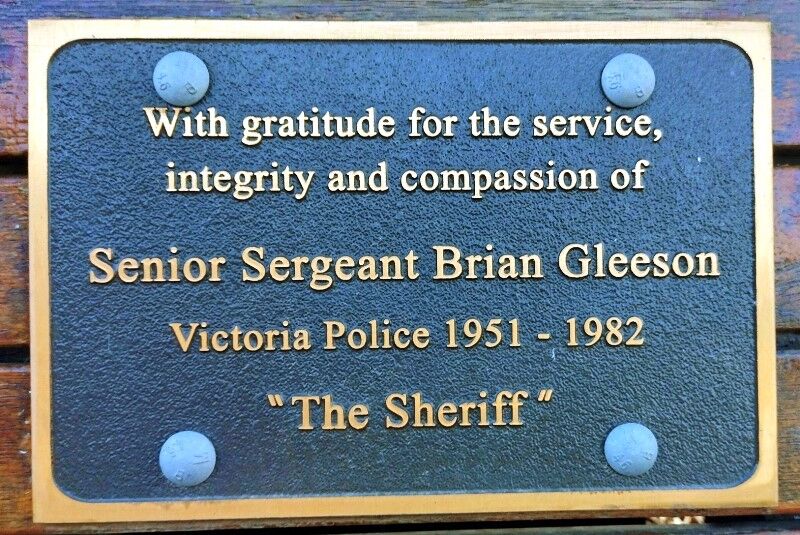 With gratitude for the service,
integrity and compassion of
Senior Sergeant Brian Gleeson
Victoria Police 1951 - 1982
"The Sheriff"